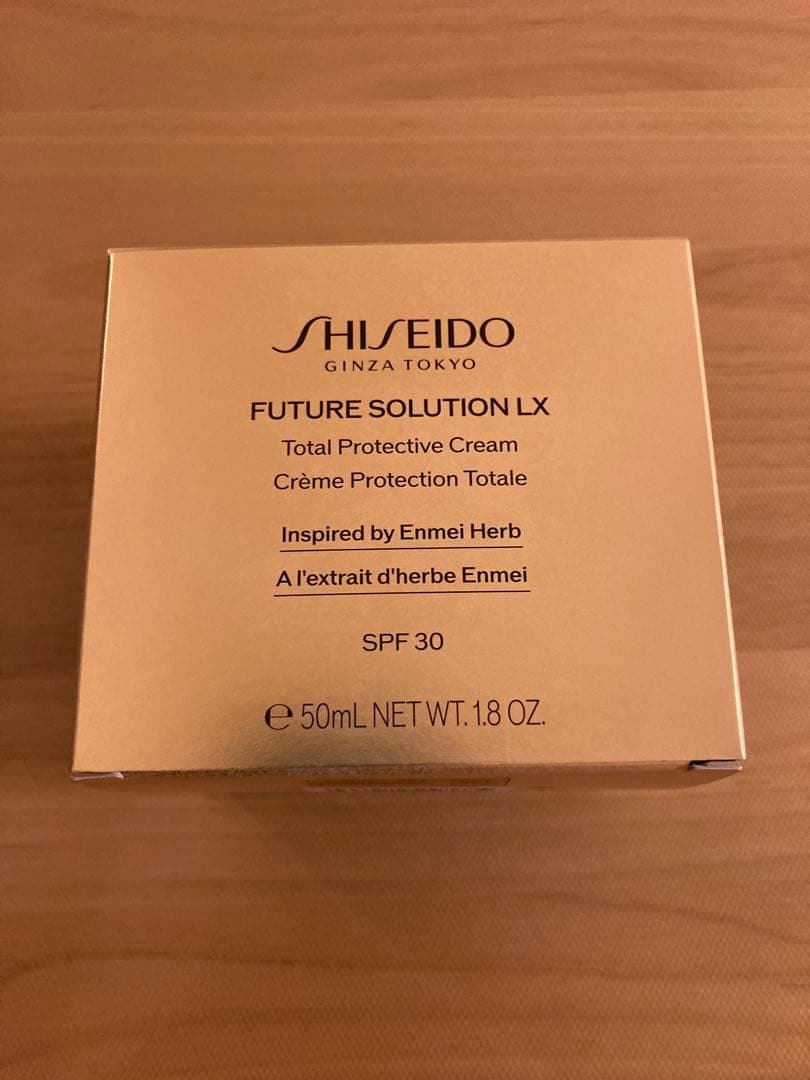 SHISEIDO
GINZA TOKYO
FUTURE SOLUTION LX
Total Protective Cream
Crème Protection Totale
Inspired by Enmei Herb
A l'extrait d'herbe Enmei
SPF 30
℮ 50mL NET WT. 1.8 OZ.